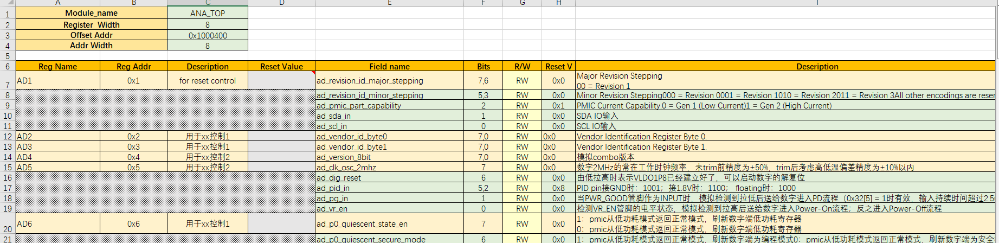 A B C D E F G H I
1 Module_name ANA_TOP
2 Register Width 8
3 Offset Addr 0x1000400
4 Addr Width 8
5
6 Reg Name Reg Addr Description Reset Value Field name Bits R/W Reset V Description
7 AD1 0x1 for reset control ad_revision_id_major_stepping 7,6 RW 0x0 Major Revision Stepping
00 = Revision 1
8 ad_revision_id_minor_stepping 5,3 RW 0x0 Minor Revision Stepping000 = Revision 0001 = Revision 1010 = Revision 2011 = Revision 3All other encodings are reser
9 ad_pmic_part_capability 2 RW 0x1 PMIC Current Capability.0 = Gen 1 (Low Current)1 = Gen 2 (High Current)
10 ad_sda_in 1 RW 0x0 SDA IO输入
11 ad_scl_in 0 RW 0x0 SCL IO输入
12 AD2 0x2 用于xx控制1 ad_vendor_id_byte0 7,0 RW 0x0 Vendor Identification Register Byte 0.
13 AD3 0x3 用于xx控制1 ad_vendor_id_byte1 7,0 RW 0x0 Vendor Identification Register Byte 1.
14 AD4 0x4 用于xx控制2 ad_version_8bit 7,0 RW 0x0 模拟combo版本
15 AD5 0x5 用于xx控制2 ad_clk_osc_2mhz 7 RW 0x0 数字2MHz的常在工作时钟频率，未trim前精度为±50%，trim后考虑高低温偏差精度为±10%以内
16 ad_dig_reset 6 RW 0x0 由低拉高时表示VLDO1P8已经建立好了，可以启动数字的解复位
17 ad_pid_in 5,2 RW 0x8 PID pin接GND时：1001；接1.8V时：1100；floating时：1000
18 ad_pg_in 1 RW 0x0 当PWR_GOOD管脚作为INPUT时，模拟检测到拉低后送给数字进入PD流程（0x32[5] = 1时有效，输入持续时间超过2.5
19 ad_vr_en 0 RW 0x0 检测VR_EN管脚的电平状态，模拟检测到拉高后送给数字进入Power-On流程；反之进入Power-Off流程
20 AD6 0x6 用于xx控制1 ad_p0_quiescent_state_en 7 RW 0x0 1：pmic从低功耗模式返回正常模式，刷新数字端低功耗寄存器
0：pmic从低功耗模式返回正常模式，刷新数字端低功耗寄存器
21 ad_p0_quiescent_secure_mode 6 RW 0x0 1：pmic从低功耗模式返回正常模式，刷新数字端为编程模式0：pmic从低功耗模式返回正常模式，刷新数字端为安全